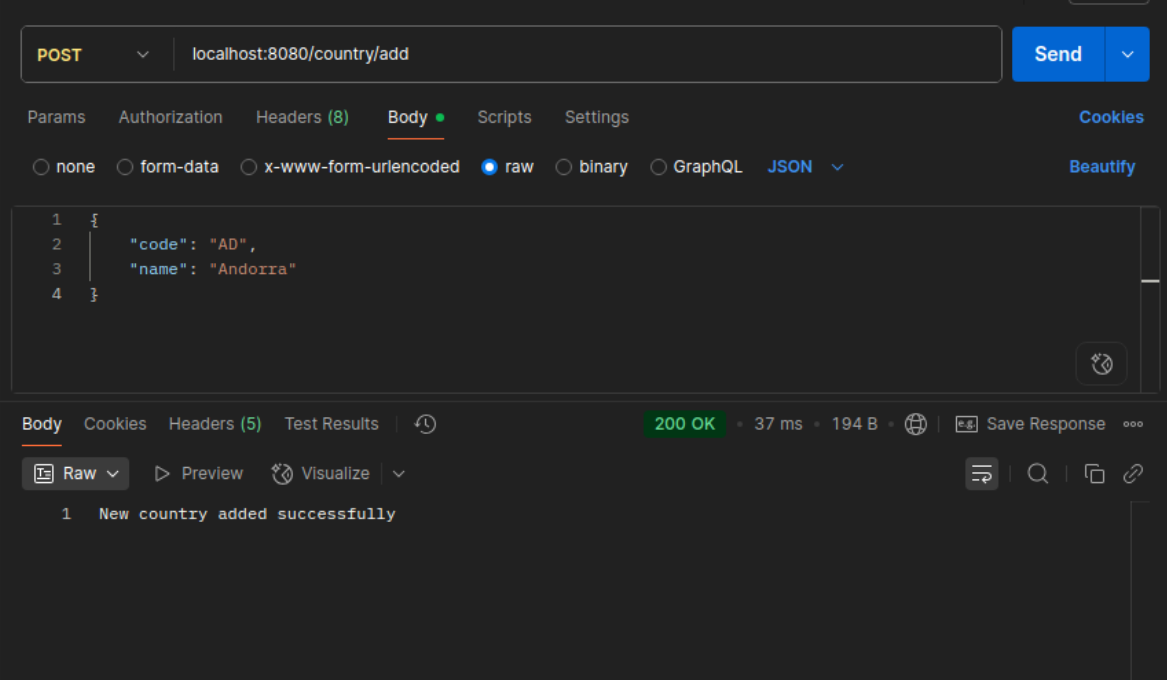 POST localhost:8080/country/add Send
Params Authorization Headers (8) Body Scripts Settings Cookies
none form-data x-www-form-urlencoded raw binary GraphQL JSON Beautify
1 {
2 "code": "AD",
3 "name": "Andorra"
4 }
Body Cookies Headers (5) Test Results 200 OK 37 ms 194 B e.g. Save Response
Raw Preview Visualize
1 New country added successfully